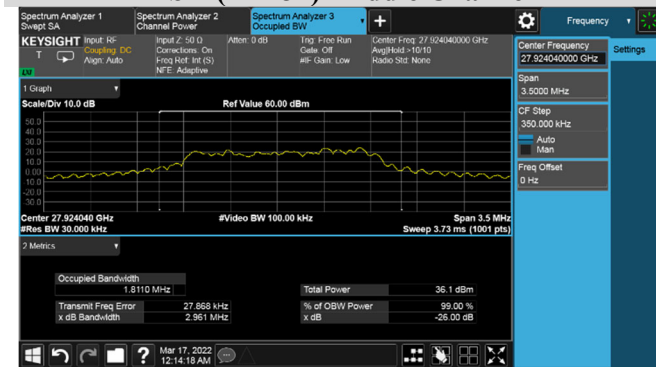 Spectrum Analyzer 1
Swept SA
Spectrum Analyzer 2
Channel Power
Spectrum Analyzer 3
Occupied BW
Frequency
KEYSIGHT
Input: RF
Coupling: DC
Align: Auto
Input Z: 50 Ω
Corrections: On
Freq Ref: Int (S)
NFE: Adaptive
Atten: 0 dB
Trig: Free Run
Gate: Off
#IF Gain: Low
Center Freq: 27.924040000 GHz
Avg|Hold:>10/10
Radio Std: None
Center Frequency
27.924040000 GHz
Settings
Span
3.5000 MHz
CF Step
350.000 kHz
Auto
Man
Freq Offset
0 Hz
1 Graph
Scale/Div 10.0 dB
Ref Value 60.00 dBm
50.0
40.0
30.0
20.0
10.0
0.00
-10.0
-20.0
-30.0
Center 27.924040 GHz
#Video BW 100.00 kHz
Span 3.5 MHz
#Res BW 30.000 kHz
Sweep 3.73 ms (1001 pts)
2 Metrics
Occupied Bandwidth
1.8110 MHz
Total Power
36.1 dBm
Transmit Freq Error
27.868 kHz
% of OBW Power
99.00 %
x dB Bandwidth
2.961 MHz
x dB
-26.00 dB
?
Mar 17, 2022
12:14:18 AM